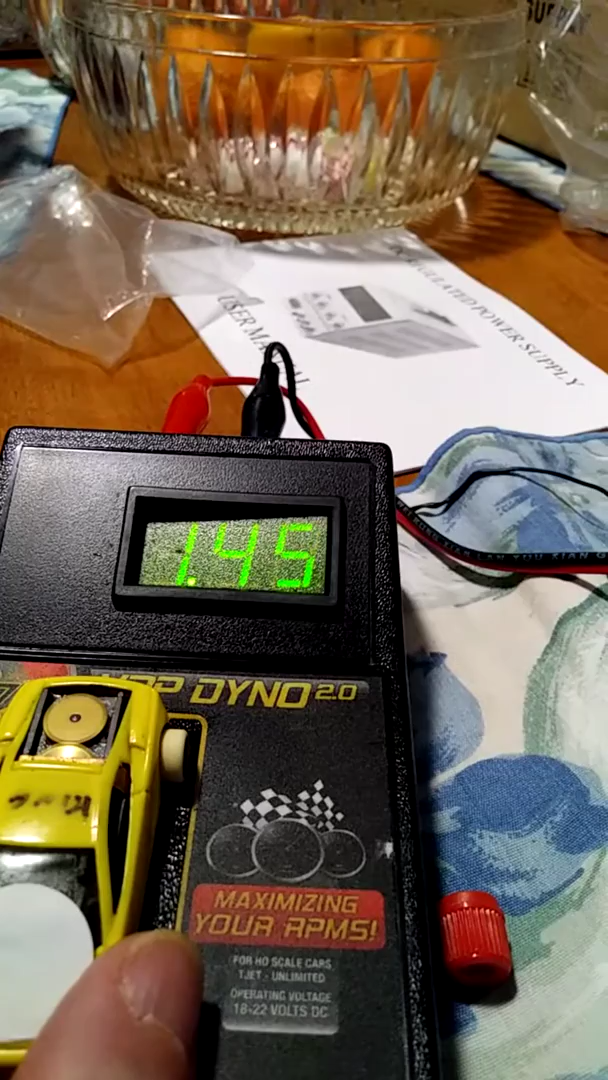 USER MANUAL
REGULATED POWER SUPPLY
1.45
DYNO 2.0
MAXIMIZING
YOUR RPMS!
FOR HO SCALE CARS
TJET - UNLIMITED
OPERATING VOLTAGE
18-22 VOLTS DC